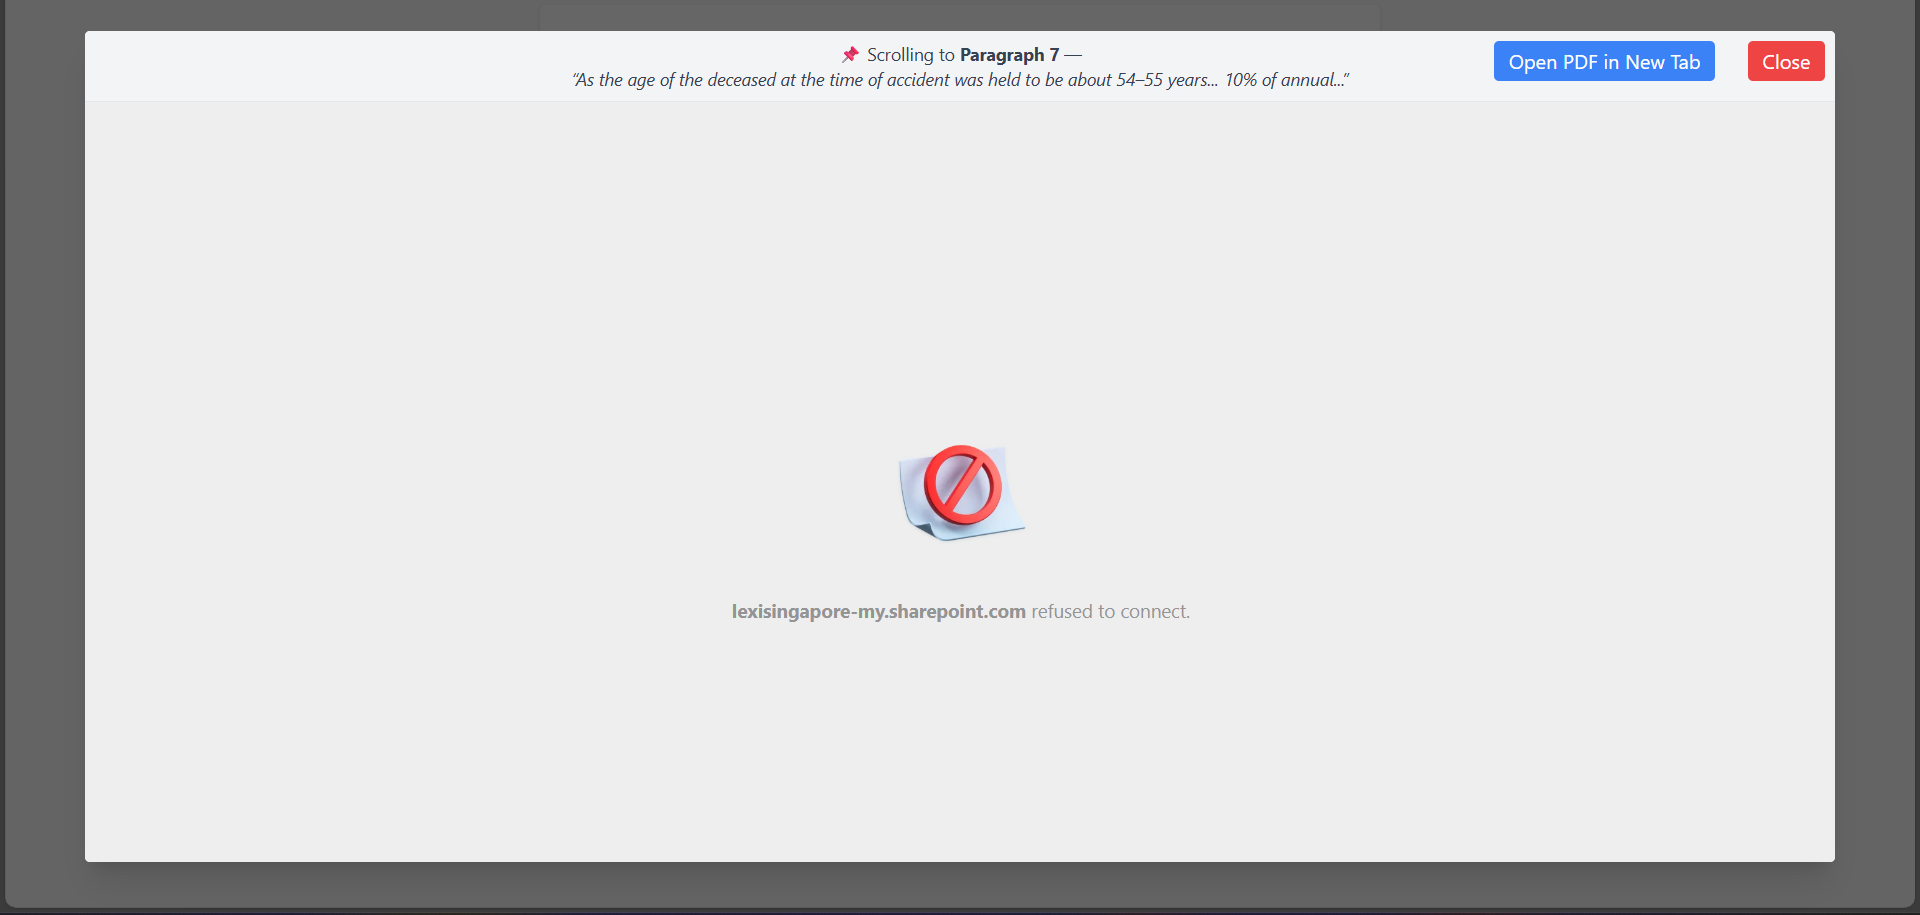 📌 Scrolling to Paragraph 7 —
“As the age of the deceased at the time of accident was held to be about 54–55 years... 10% of annual...”
Open PDF in New Tab
Close
lexisingapore-my.sharepoint.com refused to connect.